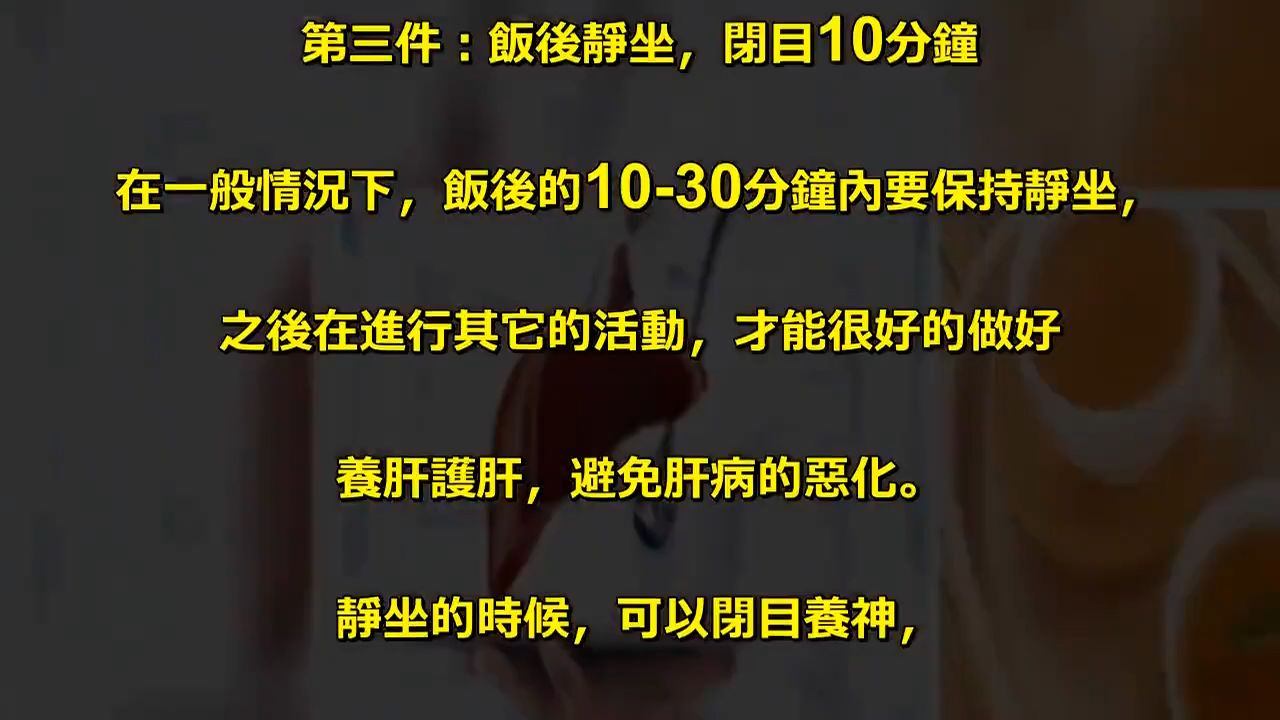 第三件：飯後靜坐，閉目10分鐘
在一般情況下，飯後的10-30分鐘內要保持靜坐，
之後在進行其它的活動，才能很好的做好
養肝護肝，避免肝病的惡化。
靜坐的時候，可以閉目養神，